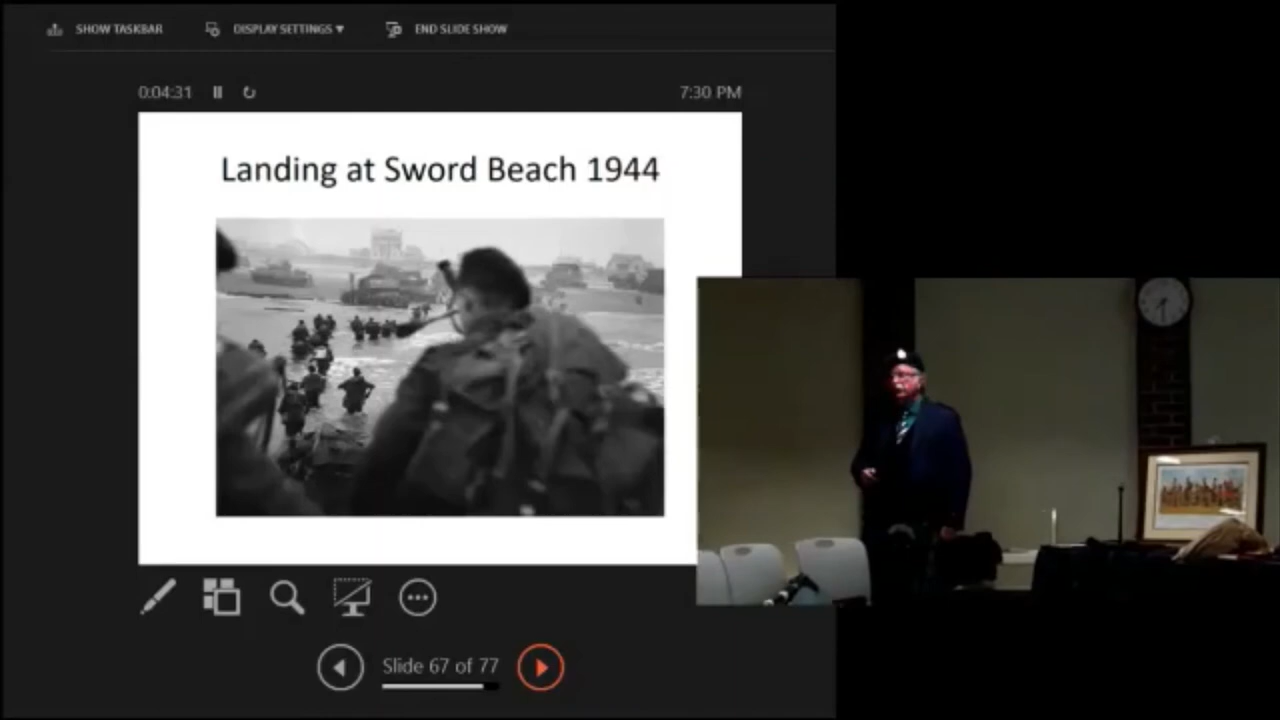 SHOW TASKBAR
DISPLAY SETTINGS ▼
END SLIDE SHOW
0:04:31
7:30 PM
Landing at Sword Beach 1944
Slide 67 of 77